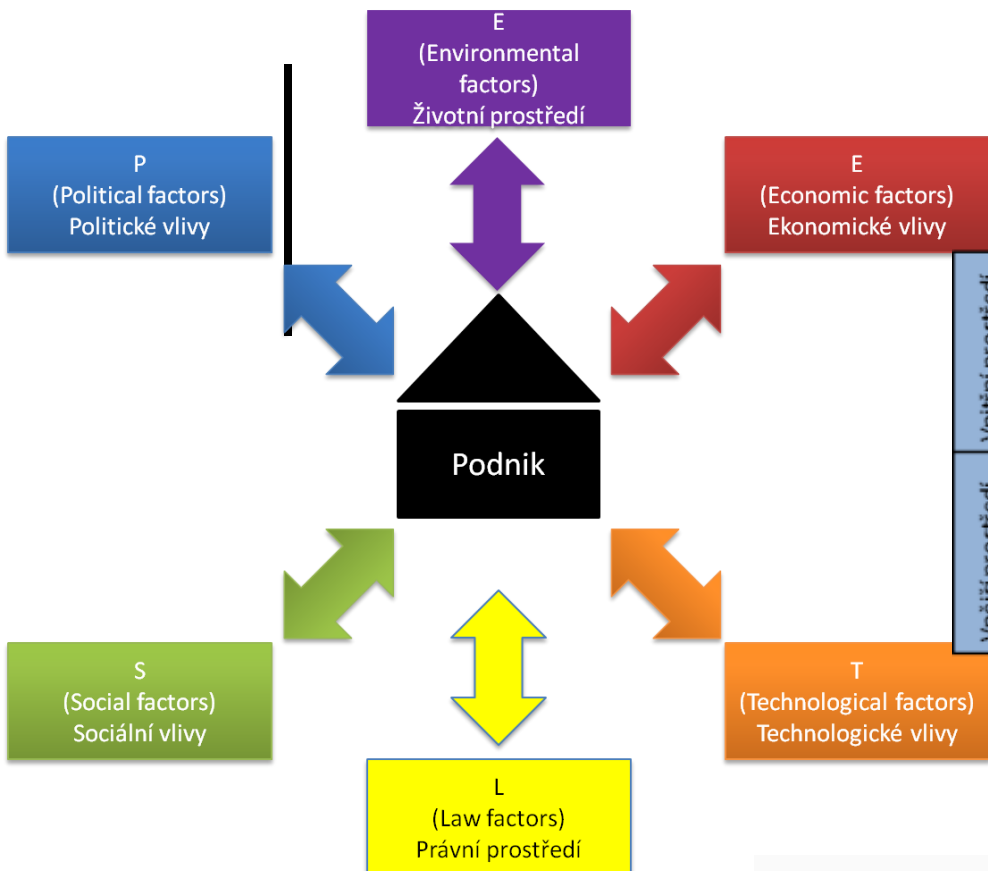 E
(Environmental
factors)
Životní prostředí
P
(Political factors)
Politické vlivy
E
(Economic factors)
Ekonomické vlivy
Podnik
S
(Social factors)
Sociální vlivy
T
(Technological factors)
Technologické vlivy
L
(Law factors)
Právní prostředí